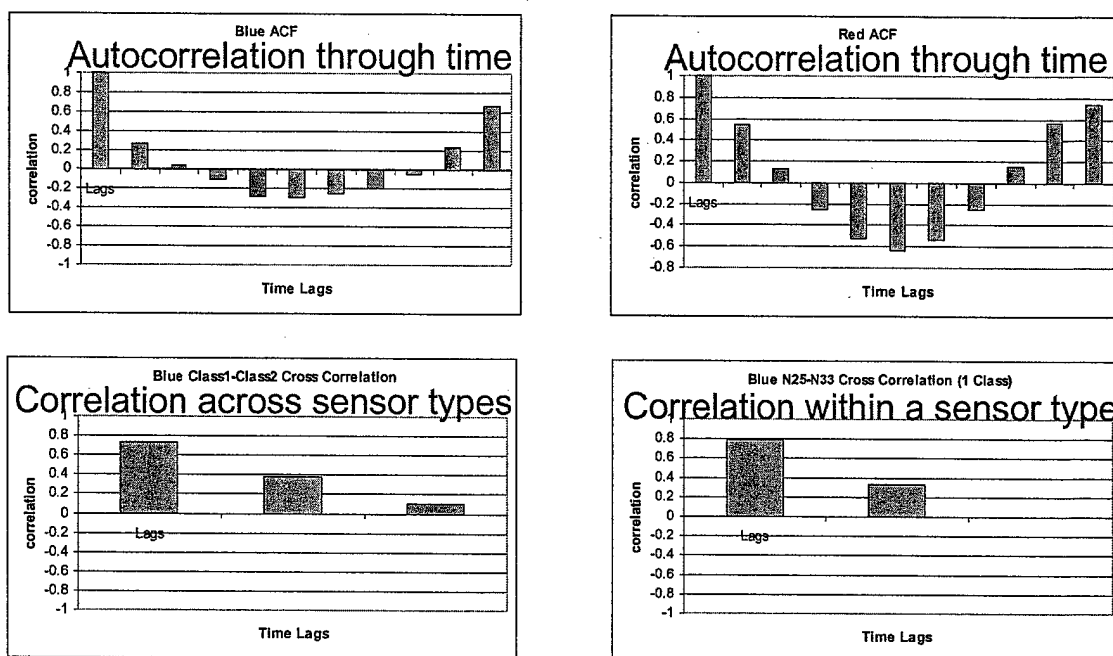 Blue ACF
Autocorrelation through time
1
0.8
0.6
0.4
0.2
0
-0.2
-0.4
-0.6
-0.8
-1
correlation
Lags
Time Lags
Red ACF
Autocorrelation through time
1
0.8
0.6
0.4
0.2
0
-0.2
-0.4
-0.6
-0.8
correlation
Lags
Time Lags
Blue Class1-Class2 Cross Correlation
Correlation across sensor types
1
0.8
0.6
0.4
0.2
0
-0.2
-0.4
-0.6
-0.8
-1
correlation
Lags
Time Lags
Blue N25-N33 Cross Correlation (1 Class)
Correlation within a sensor type
1
0.8
0.6
0.4
0.2
0
-0.2
-0.4
-0.6
-0.8
-1
correlation
Lags
Time Lags